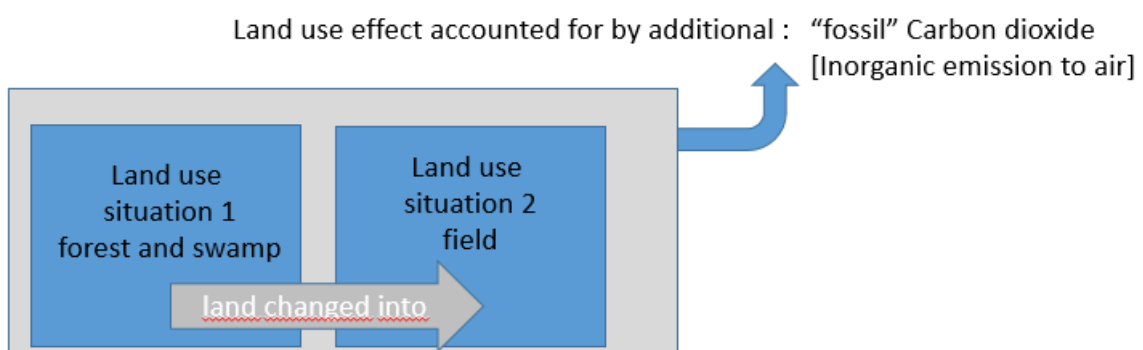 Land use effect accounted for by additional : “fossil” Carbon dioxide
[Inorganic emission to air]
Land use
situation 1
forest and swamp
Land use
situation 2
field
land changed into